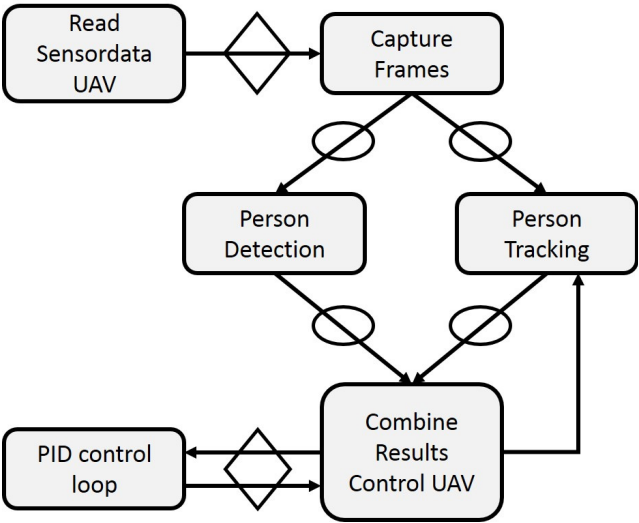 Read
Sensordata
UAV
Capture
Frames
Person
Detection
Person
Tracking
Combine
Results
Control UAV
PID control
loop